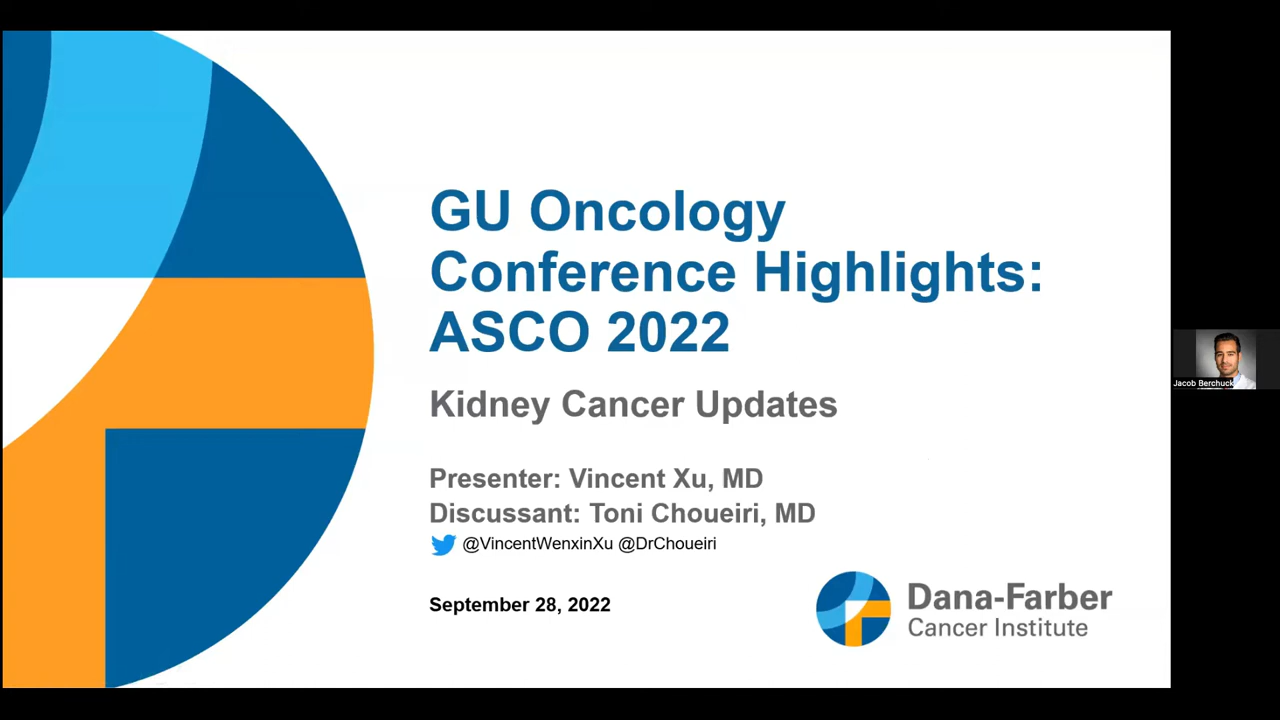 GU Oncology
Conference Highlights:
ASCO 2022
Kidney Cancer Updates
Presenter: Vincent Xu, MD
Discussant: Toni Choueiri, MD
@VincentWenxinXu @DrChoueiri
September 28, 2022
Dana-Farber
Cancer Institute
Jacob Berchuck